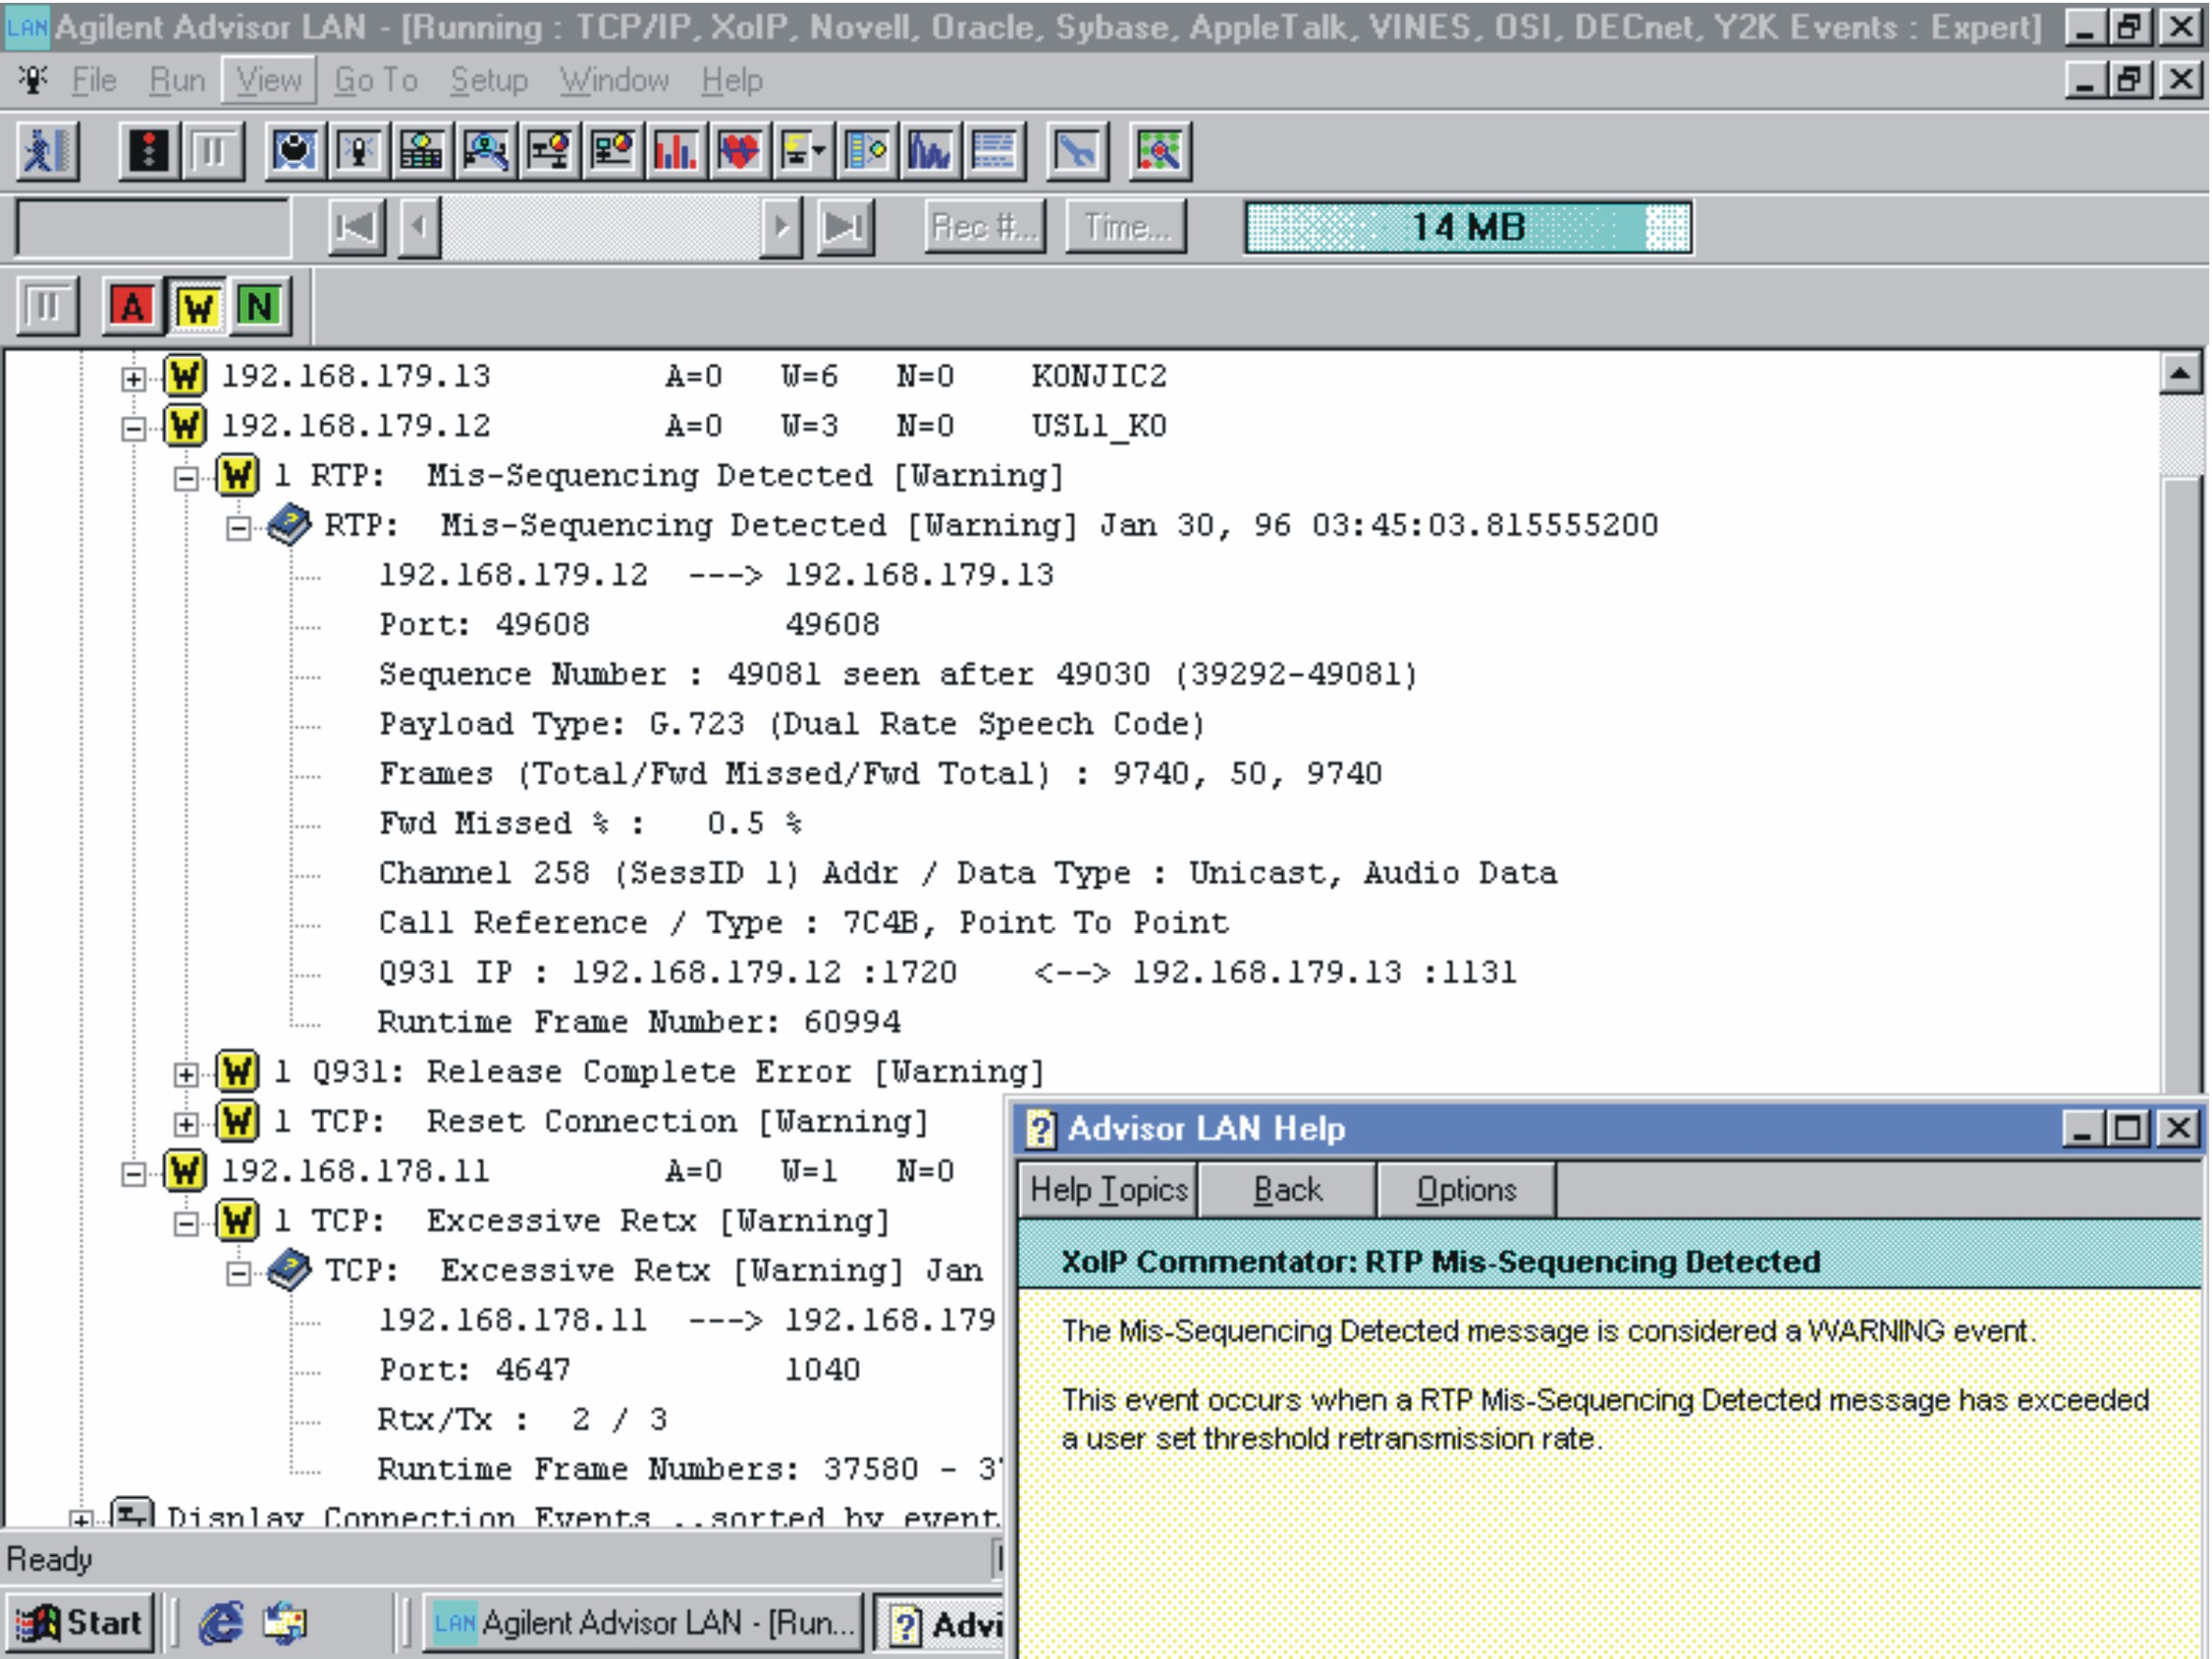 LAN Agilent Advisor LAN - [Running : TCP/IP, XoIP, Novell, Oracle, Sybase, AppleTalk, VINES, OSI, DECnet, Y2K Events : Expert]
File Run View Go To Setup Window Help
Rec #... Time... 14 MB
A W N
W 192.168.179.13 A=0 W=6 N=0 KONJIC2
W 192.168.179.12 A=0 W=3 N=0 USL1_KO
W 1 RTP: Mis-Sequencing Detected [Warning]
RTP: Mis-Sequencing Detected [Warning] Jan 30, 96 03:45:03.815555200
192.168.179.12 ---> 192.168.179.13
Port: 49608 49608
Sequence Number : 49081 seen after 49030 (39292-49081)
Payload Type: G.723 (Dual Rate Speech Code)
Frames (Total/Fwd Missed/Fwd Total) : 9740, 50, 9740
Fwd Missed % : 0.5 %
Channel 258 (SessID 1) Addr / Data Type : Unicast, Audio Data
Call Reference / Type : 7C4B, Point To Point
Q931 IP : 192.168.179.12 :1720 <--> 192.168.179.13 :1131
Runtime Frame Number: 60994
W 1 Q931: Release Complete Error [Warning]
W 1 TCP: Reset Connection [Warning]
W 192.168.178.11 A=0 W=1 N=0
W 1 TCP: Excessive Retx [Warning]
TCP: Excessive Retx [Warning] Jan
192.168.178.11 ---> 192.168.179
Port: 4647 1040
Rtx/Tx : 2 / 3
Runtime Frame Numbers: 37580 - 3
Display Connection Events ..sorted by event
Ready
Start LAN Agilent Advisor LAN - [Run... Advi
Advisor LAN Help
Help Topics Back Options
XoIP Commentator: RTP Mis-Sequencing Detected
The Mis-Sequencing Detected message is considered a WARNING event.
This event occurs when a RTP Mis-Sequencing Detected message has exceeded
a user set threshold retransmission rate.